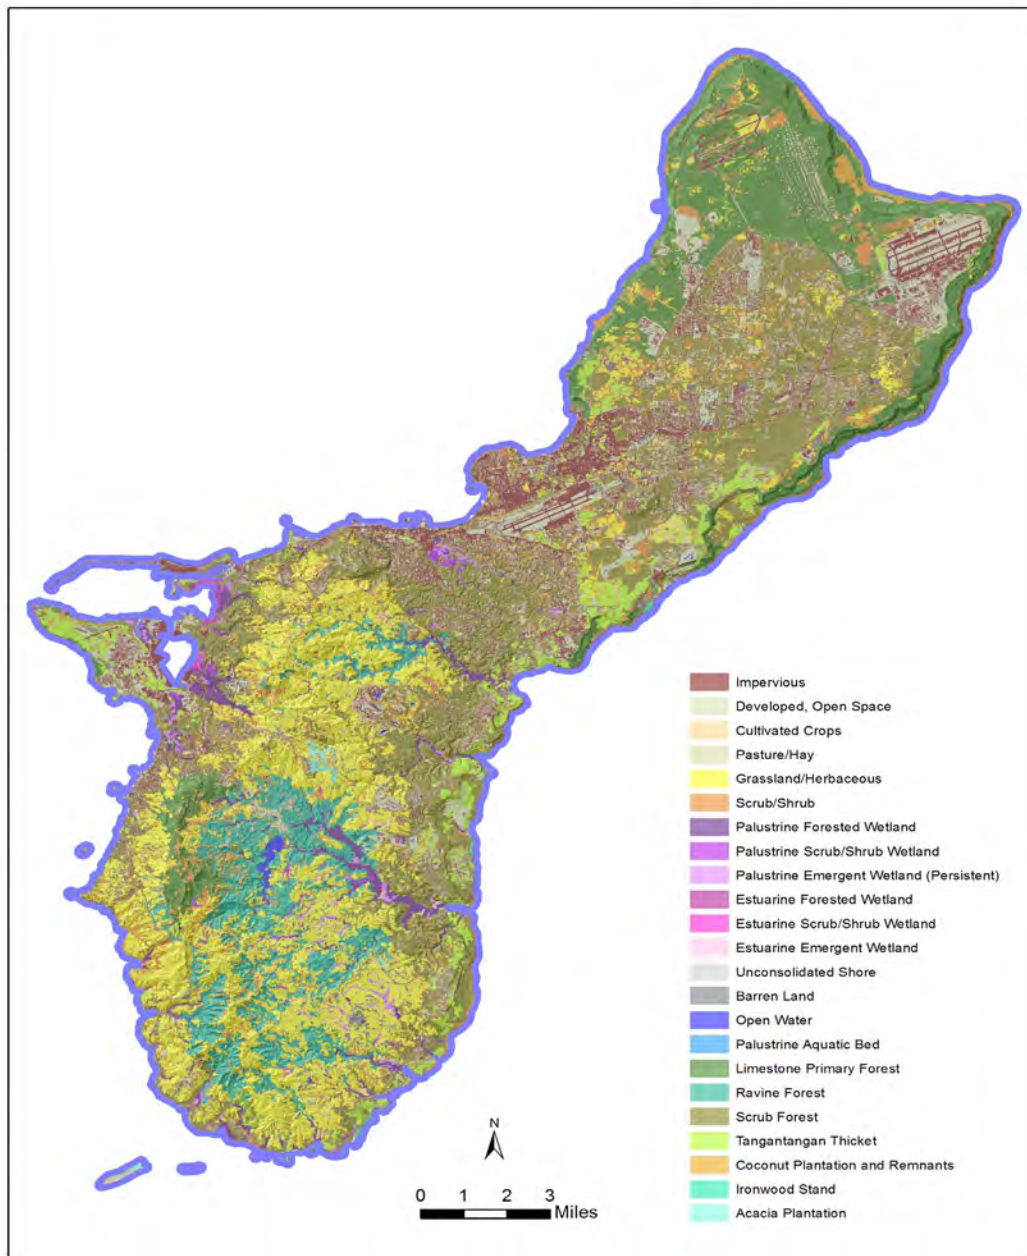 Impervious
Developed, Open Space
Cultivated Crops
Pasture/Hay
Grassland/Herbaceous
Scrub/Shrub
Palustrine Forested Wetland
Palustrine Scrub/Shrub Wetland
Palustrine Emergent Wetland (Persistent)
Estuarine Forested Wetland
Estuarine Scrub/Shrub Wetland
Estuarine Emergent Wetland
Unconsolidated Shore
Barren Land
Open Water
Palustrine Aquatic Bed
Limestone Primary Forest
Ravine Forest
Scrub Forest
Tangantangan Thicket
Coconut Plantation and Remnants
Ironwood Stand
Acacia Plantation
N
0 1 2 3
Miles